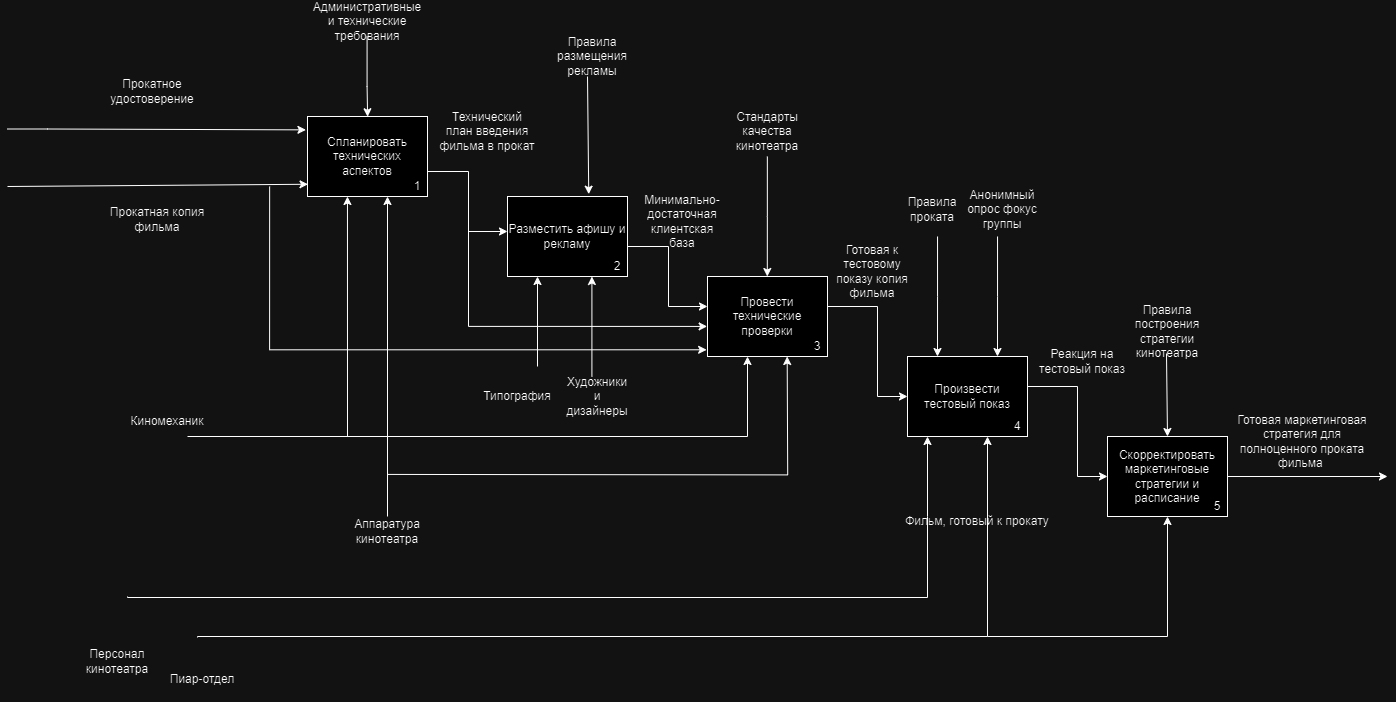 Административные
и технические
требования
Прокатное
удостоверение
Прокатная копия
фильма
Спланировать
технических
аспектов
1
Технический
план введения
фильма в прокат
Правила
размещения
рекламы
Разместить афишу и
рекламу
2
Минимально-
достаточная
клиентская
база
Стандарты
качества
кинотеатра
Провести
технические
проверки
3
Готовая к
тестовому
показу копия
фильма
Правила
проката
Анонимный
опрос фокус
группы
Произвести
тестовый показ
4
Реакция на
тестовый показ
Правила
построения
стратегии
кинотеатра
Скорректировать
маркетинговые
стратегии и
расписание
5
Готовая маркетинговая
стратегия для
полноценного проката
фильма
Типография
Художники
и
дизайнеры
Киномеханик
Аппаратура
кинотеатра
Фильм, готовый к прокату
Персонал
кинотеатра
Пиар-отдел